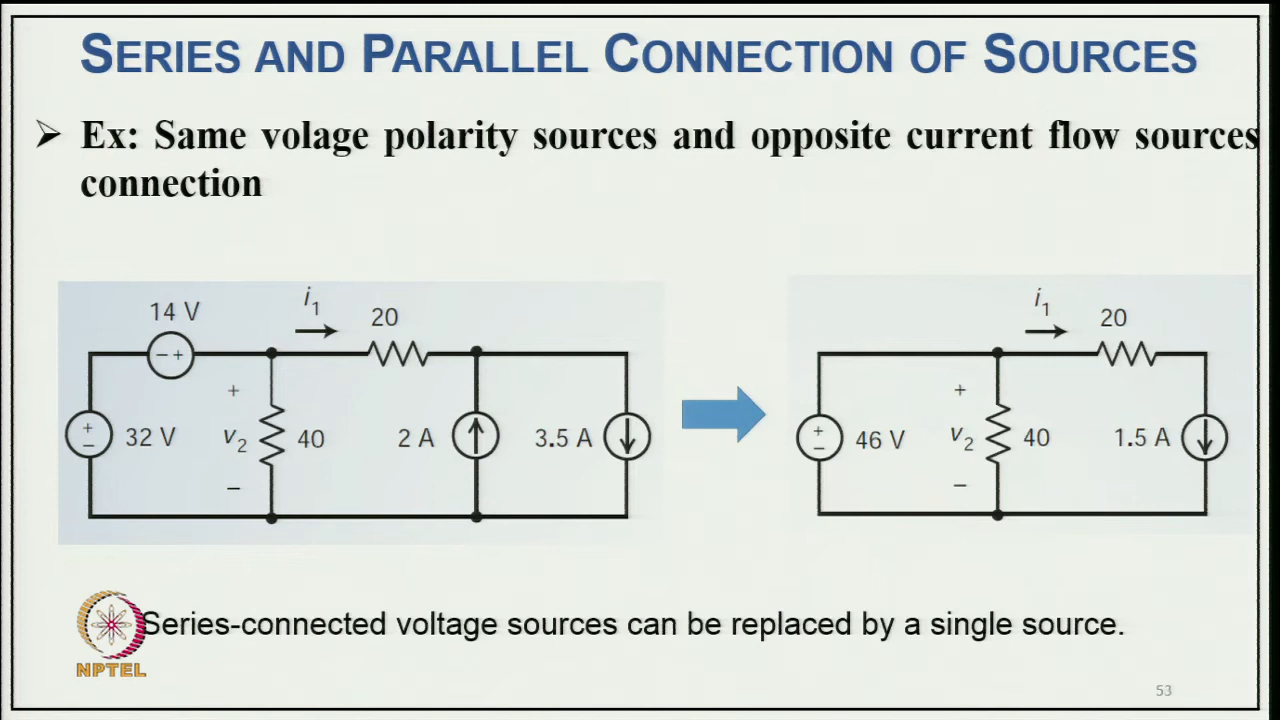 SERIES AND PARALLEL CONNECTION OF SOURCES
➢ Ex: Same volage polarity sources and opposite current flow sources
connection
14 V
i1
20
− +
+
−
32 V
+
v2
−
40
2 A
3.5 A
i1
20
+
−
46 V
+
v2
−
40
1.5 A
Series-connected voltage sources can be replaced by a single source.
NPTEL
53